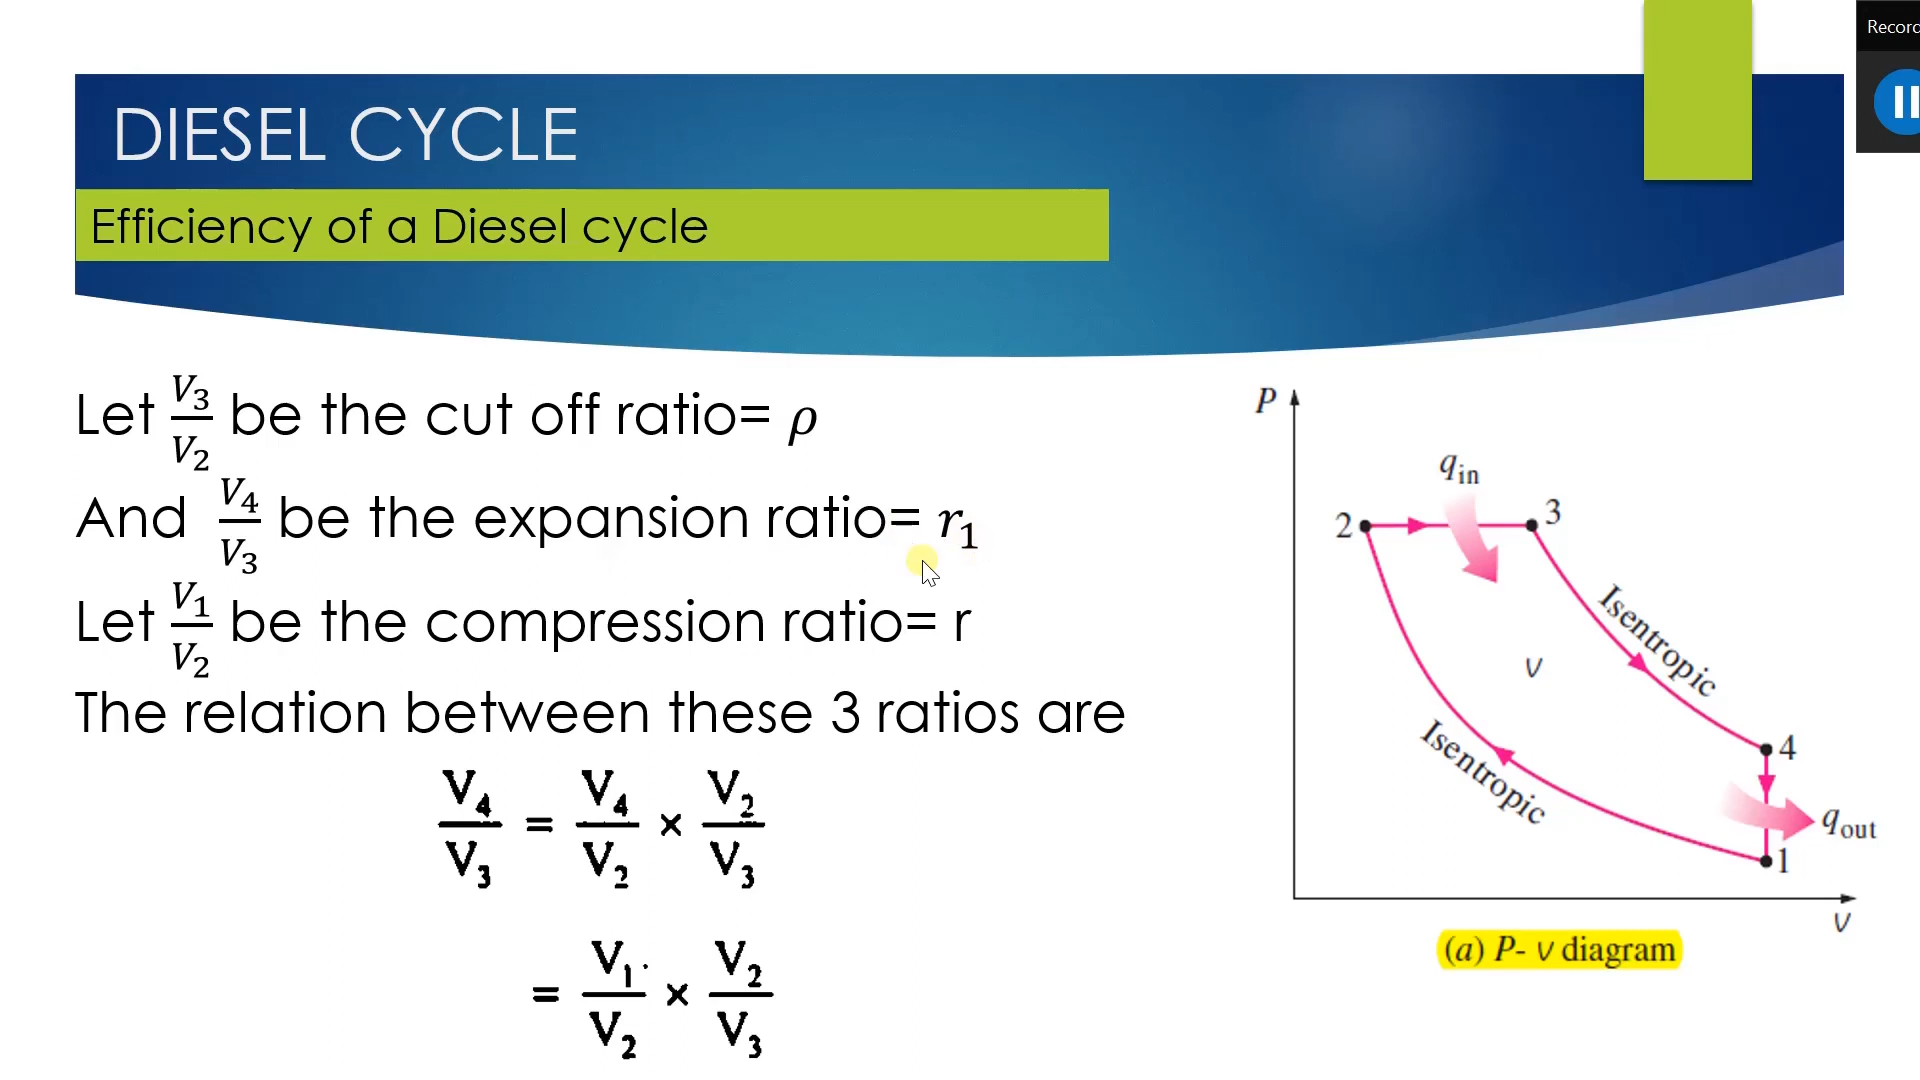 Record
DIESEL CYCLE
Efficiency of a Diesel cycle
Let V₃/V₂ be the cut off ratio= ρ
And V₄/V₃ be the expansion ratio= r₁
Let V₁/V₂ be the compression ratio= r
The relation between these 3 ratios are
V₄/V₃ = V₄/V₂ × V₂/V₃
= V₁/V₂ × V₂/V₃
P
q_in
2
3
Isentropic
v
Isentropic
4
q_out
1
v
(a) P- v diagram